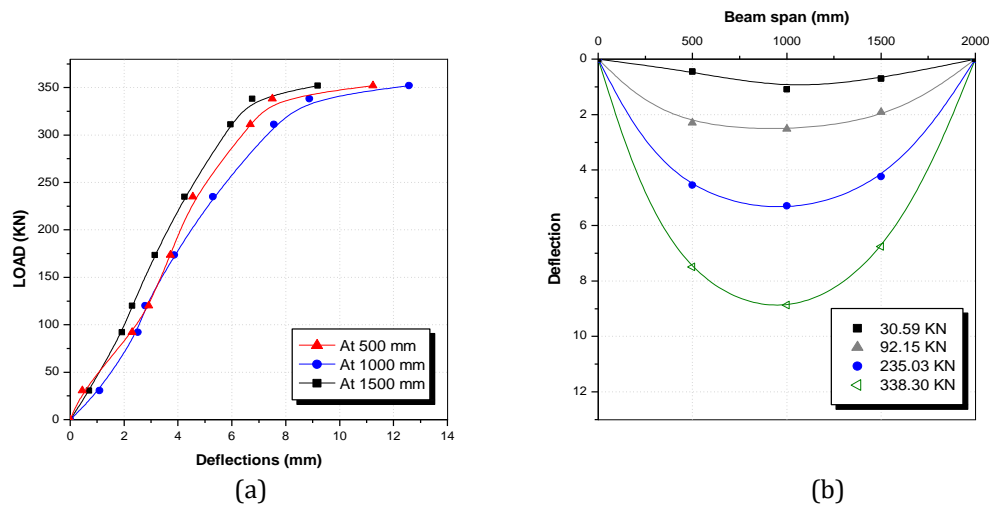 350
300
250
200
150
100
50
0
LOAD (KN)
0 2 4 6 8 10 12 14
Deflections (mm)
At 500 mm
At 1000 mm
At 1500 mm
(a)
Beam span (mm)
0 500 1000 1500 2000
0
2
4
6
8
10
12
Deflection
30.59 KN
92.15 KN
235.03 KN
338.30 KN
(b)